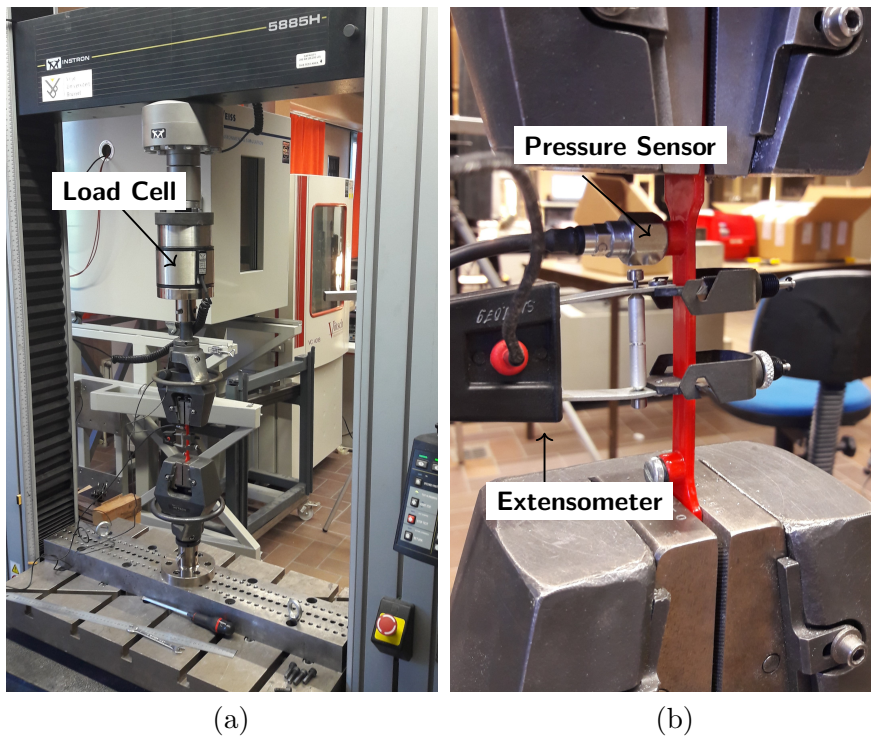 5885H
INSTRON
Load Cell
Pressure Sensor
Extensometer
(a)
(b)